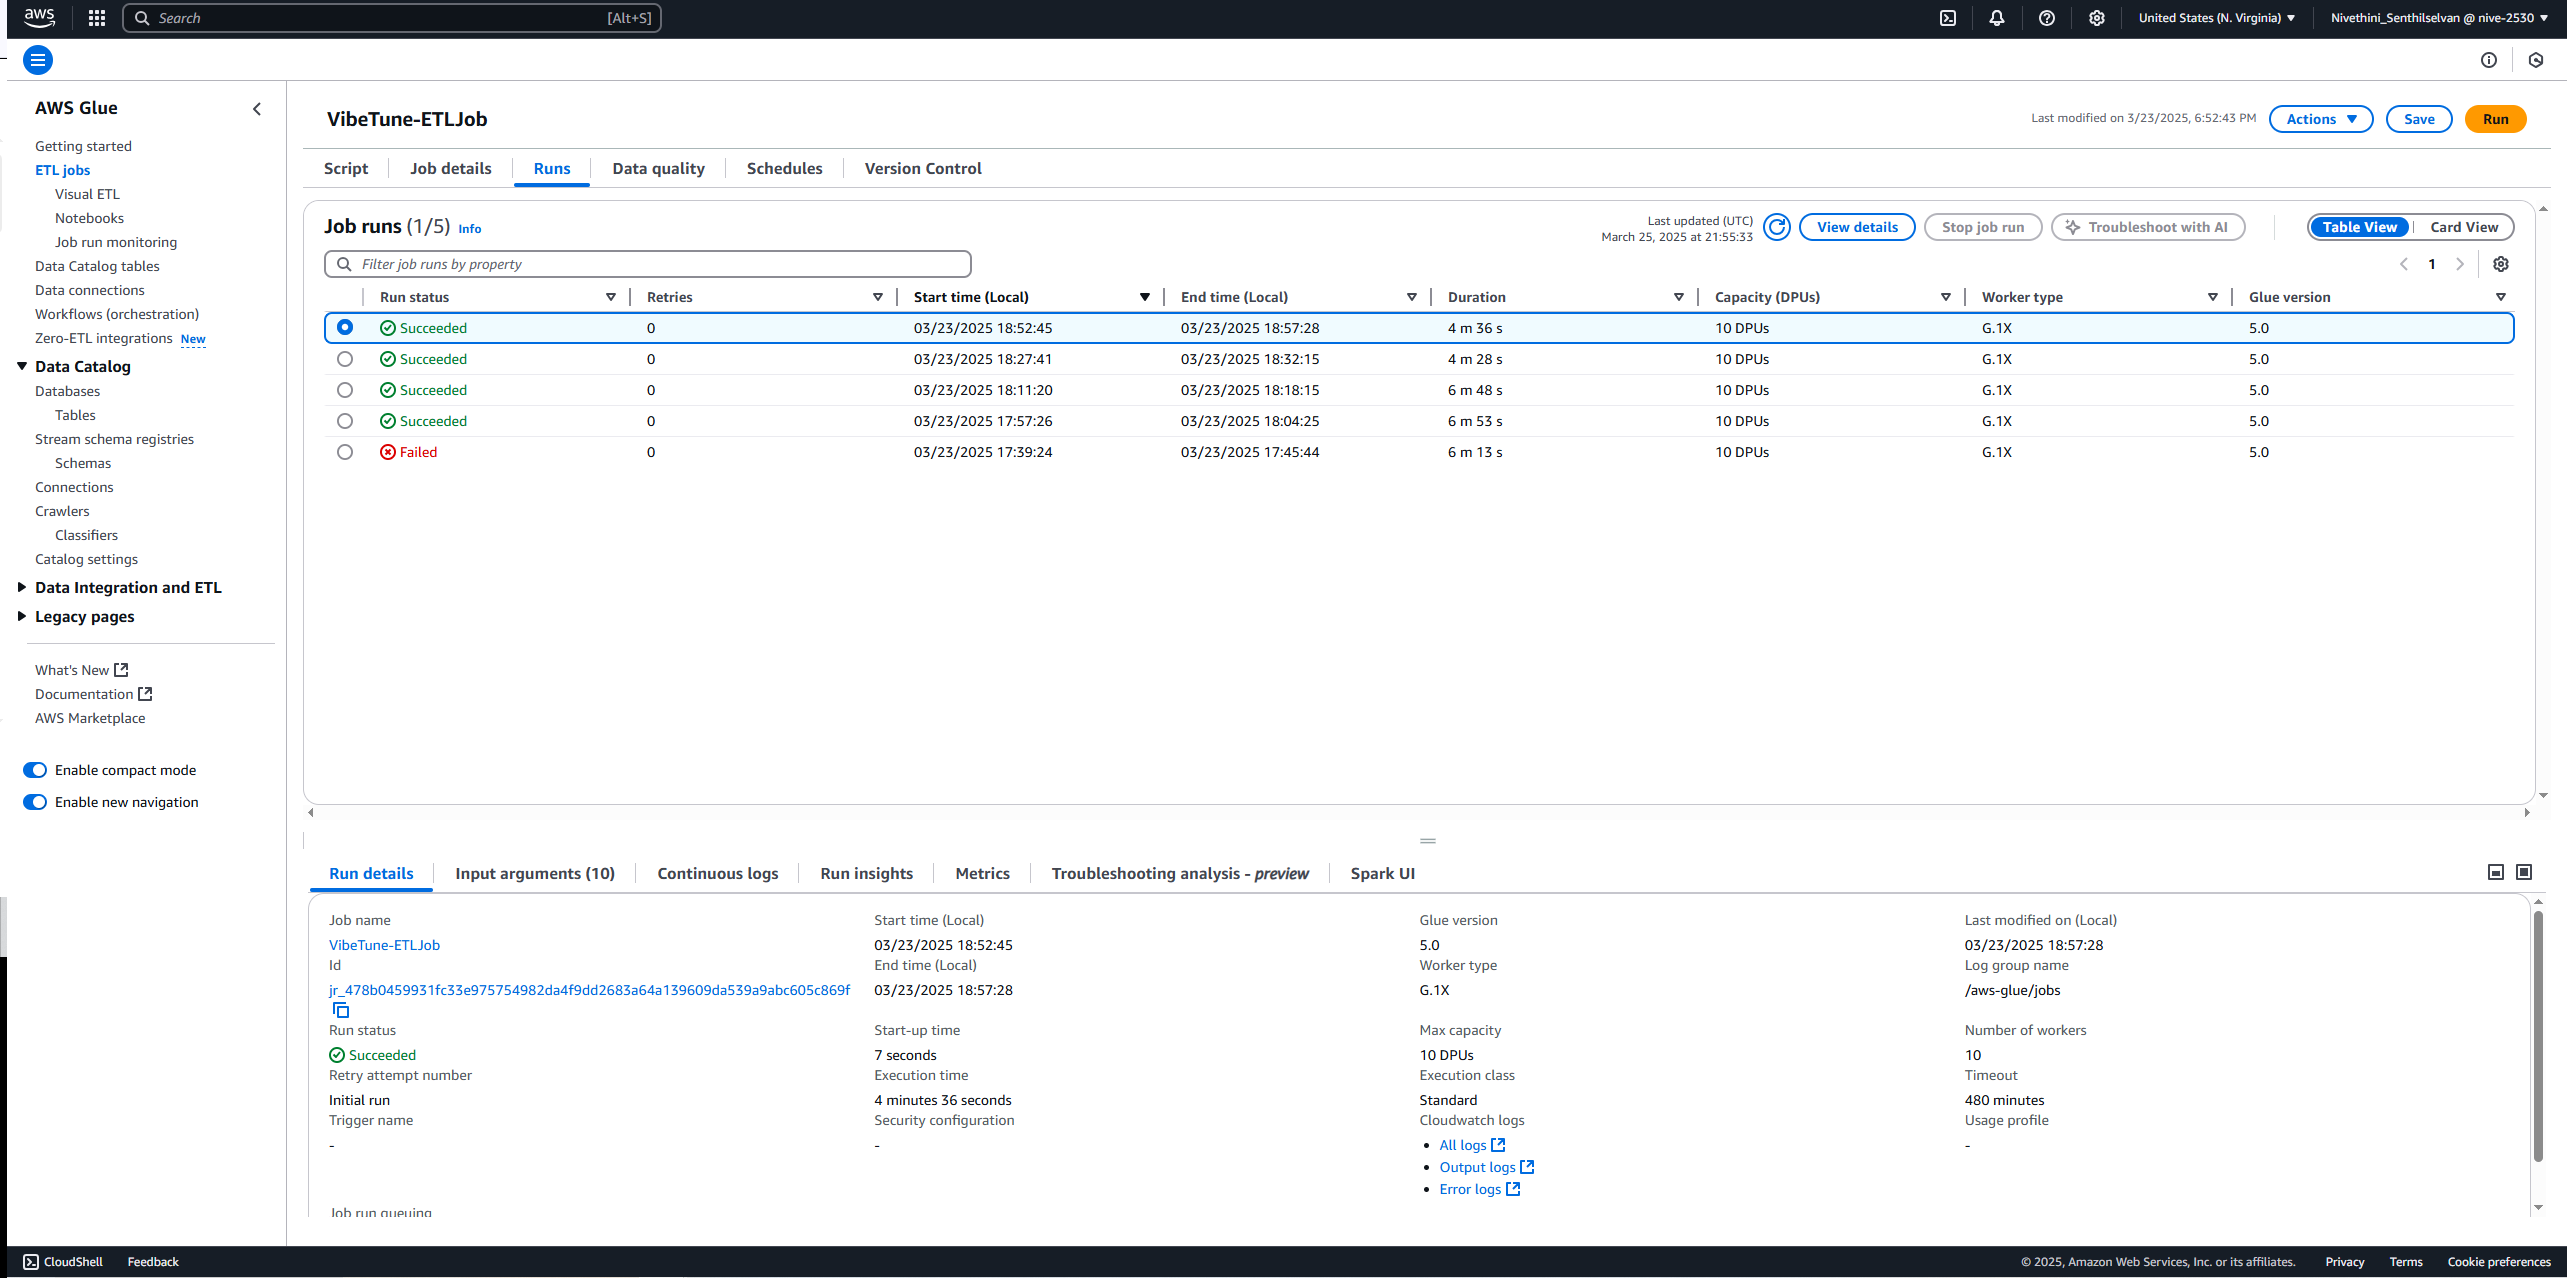 aws Search [Alt+S] United States (N. Virginia) Nivethini_Senthilselvan @ nive-2530
AWS Glue
Getting started
ETL jobs
Visual ETL
Notebooks
Job run monitoring
Data Catalog tables
Data connections
Workflows (orchestration)
Zero-ETL integrations New
Data Catalog
Databases
Tables
Stream schema registries
Schemas
Connections
Crawlers
Classifiers
Catalog settings
Data Integration and ETL
Legacy pages
What's New
Documentation
AWS Marketplace
Enable compact mode
Enable new navigation
VibeTune-ETLJob Last modified on 3/23/2025, 6:52:43 PM Actions Save Run
Script Job details Runs Data quality Schedules Version Control
Job runs (1/5) Info Last updated (UTC) March 25, 2025 at 21:55:33 View details Stop job run Troubleshoot with AI Table View Card View
Filter job runs by property 1
Run status Retries Start time (Local) End time (Local) Duration Capacity (DPUs) Worker type Glue version
Succeeded 0 03/23/2025 18:52:45 03/23/2025 18:57:28 4 m 36 s 10 DPUs G.1X 5.0
Succeeded 0 03/23/2025 18:27:41 03/23/2025 18:32:15 4 m 28 s 10 DPUs G.1X 5.0
Succeeded 0 03/23/2025 18:11:20 03/23/2025 18:18:15 6 m 48 s 10 DPUs G.1X 5.0
Succeeded 0 03/23/2025 17:57:26 03/23/2025 18:04:25 6 m 53 s 10 DPUs G.1X 5.0
Failed 0 03/23/2025 17:39:24 03/23/2025 17:45:44 6 m 13 s 10 DPUs G.1X 5.0
Run details Input arguments (10) Continuous logs Run insights Metrics Troubleshooting analysis - preview Spark UI
Job name Start time (Local) Glue version Last modified on (Local)
VibeTune-ETLJob 03/23/2025 18:52:45 5.0 03/23/2025 18:57:28
Id End time (Local) Worker type Log group name
jr_478b0459931fc33e975754982da4f9dd2683a64a139609da539a9abc605c869f 03/23/2025 18:57:28 G.1X /aws-glue/jobs
Run status Start-up time Max capacity Number of workers
Succeeded 7 seconds 10 DPUs 10
Retry attempt number Execution time Execution class Timeout
Initial run 4 minutes 36 seconds Standard 480 minutes
Trigger name Security configuration Cloudwatch logs Usage profile
- - All logs -
Output logs
Error logs
Job run queuing
CloudShell Feedback © 2025, Amazon Web Services, Inc. or its affiliates. Privacy Terms Cookie preferences